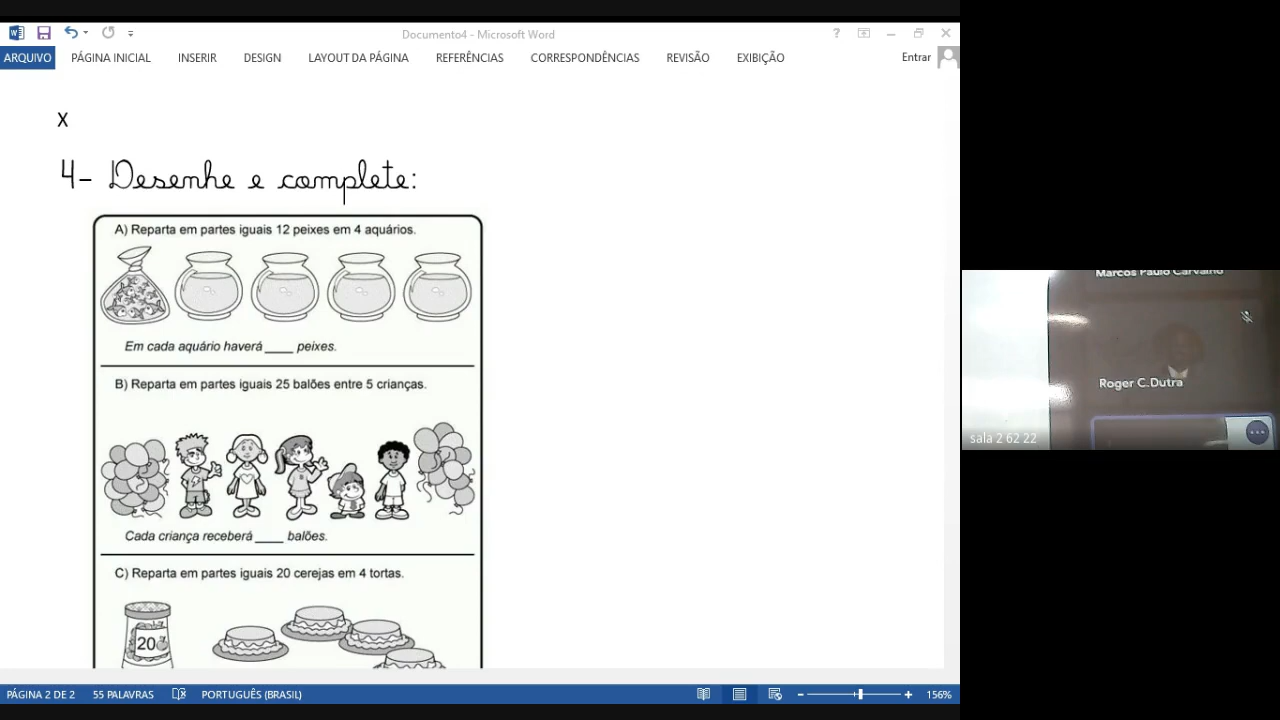 Documento4 - Microsoft Word
?
ARQUIVO PÁGINA INICIAL INSERIR DESIGN LAYOUT DA PÁGINA REFERÊNCIAS CORRESPONDÊNCIAS REVISÃO EXIBIÇÃO Entrar
x
4- Desenhe e complete:
A) Reparta em partes iguais 12 peixes em 4 aquários.
Em cada aquário haverá ____ peixes.
B) Reparta em partes iguais 25 balões entre 5 crianças.
Cada criança receberá ____ balões.
C) Reparta em partes iguais 20 cerejas em 4 tortas.
20
PÁGINA 2 DE 2 55 PALAVRAS PORTUGUÊS (BRASIL) 156%
Marcos Paulo Carvalho
Roger C.Dutra
sala 2 62 22